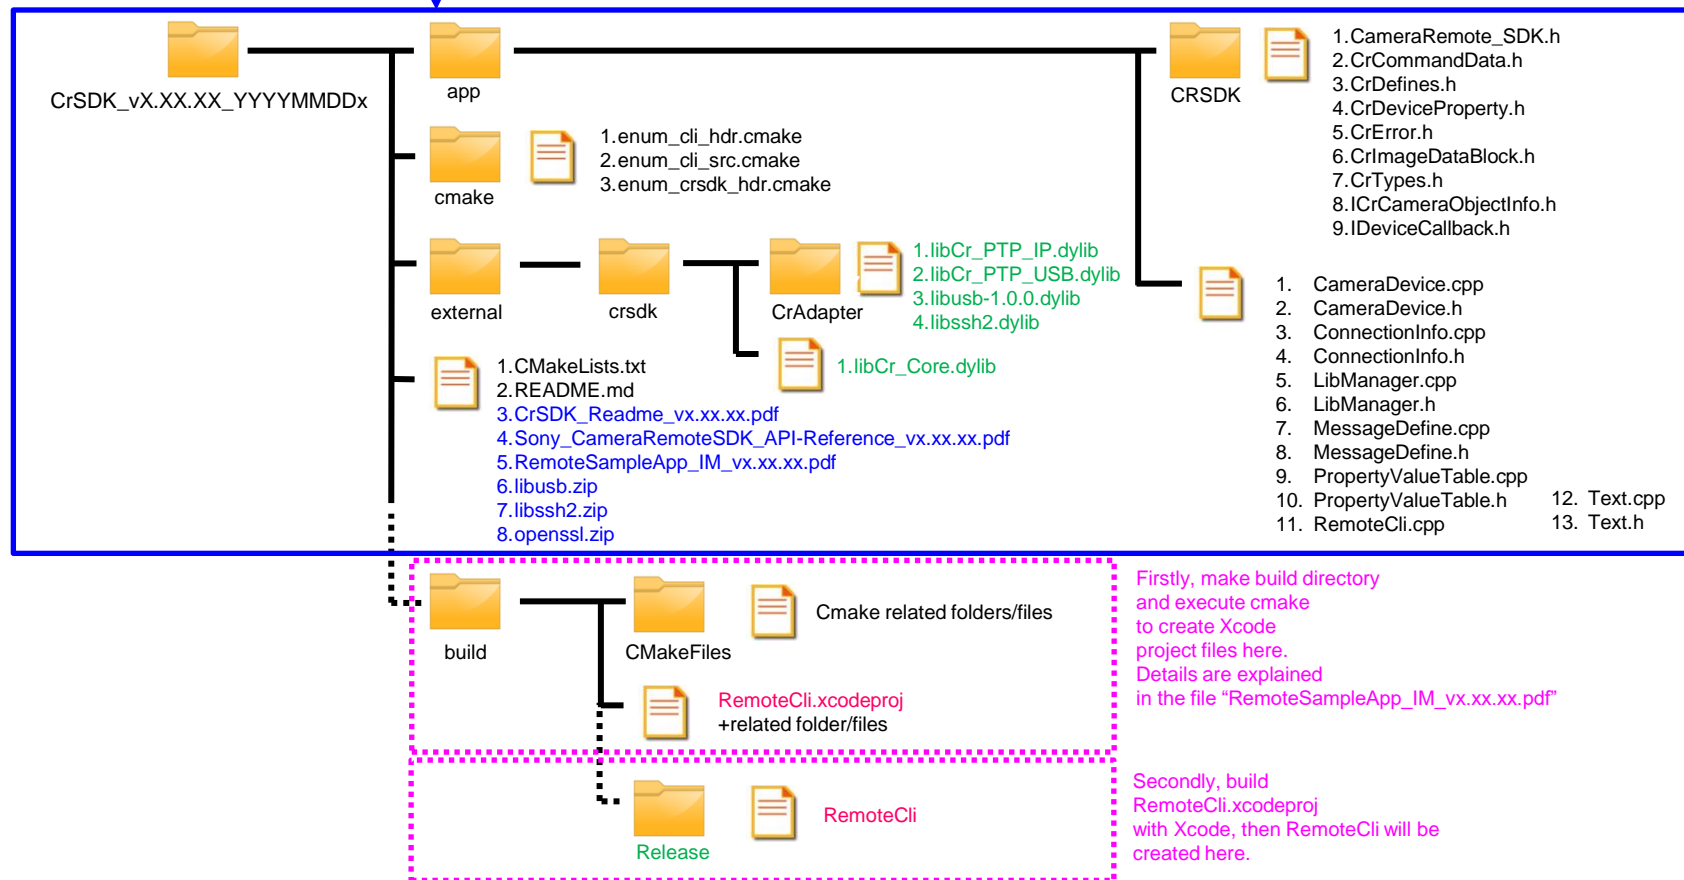 CrSDK_vX.XX.XX_YYYYMMDDx
app
CRSDK
1.CameraRemote_SDK.h
2.CrCommandData.h
3.CrDefines.h
4.CrDeviceProperty.h
5.CrError.h
6.CrImageDataBlock.h
7.CrTypes.h
8.ICrCameraObjectInfo.h
9.IDeviceCallback.h
cmake
1.enum_cli_hdr.cmake
2.enum_cli_src.cmake
3.enum_crsdk_hdr.cmake
external
crsdk
CrAdapter
1.libCr_PTP_IP.dylib
2.libCr_PTP_USB.dylib
3.libusb-1.0.0.dylib
4.libssh2.dylib
1.libCr_Core.dylib
1. CameraDevice.cpp
2. CameraDevice.h
3. ConnectionInfo.cpp
4. ConnectionInfo.h
5. LibManager.cpp
6. LibManager.h
7. MessageDefine.cpp
8. MessageDefine.h
9. PropertyValueTable.cpp
10. PropertyValueTable.h
11. RemoteCli.cpp
12. Text.cpp
13. Text.h
1.CMakeLists.txt
2.README.md
3.CrSDK_Readme_vx.xx.xx.pdf
4.Sony_CameraRemoteSDK_API-Reference_vx.xx.xx.pdf
5.RemoteSampleApp_IM_vx.xx.xx.pdf
6.libusb.zip
7.libssh2.zip
8.openssl.zip
build
CMakeFiles
Cmake related folders/files
RemoteCli.xcodeproj
+related folder/files
Firstly, make build directory
and execute cmake
to create Xcode
project files here.
Details are explained
in the file “RemoteSampleApp_IM_vx.xx.xx.pdf”
Release
RemoteCli
Secondly, build
RemoteCli.xcodeproj
with Xcode, then RemoteCli will be
created here.